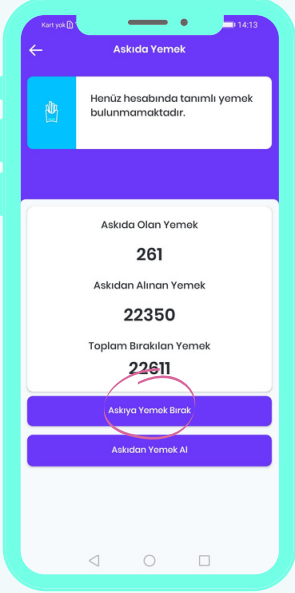 Kart yok
14:13
Askıda Yemek
Henüz hesabında tanımlı yemek
bulunmamaktadır.
Askıda Olan Yemek
261
Askıdan Alınan Yemek
22350
Toplam Bırakılan Yemek
22611
Askıya Yemek Bırak
Askıdan Yemek Al